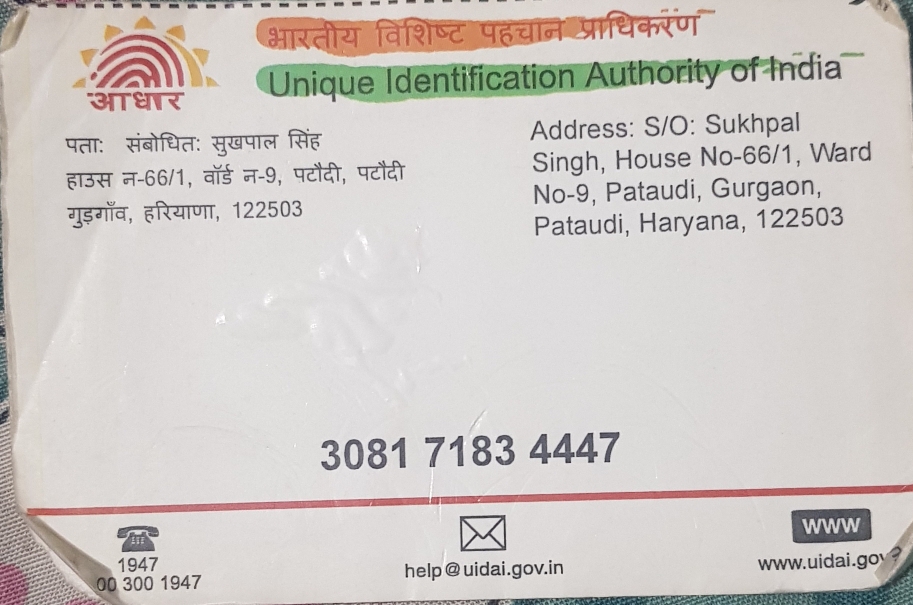 भारतीय विशिष्ट पहचान प्राधिकरण
Unique Identification Authority of India
आधार
पताः संबोधितः सुखपाल सिंह
हाउस न-66/1, वॉर्ड न-9, पटौदी, पटौदी
गुड़गाँव, हरियाणा, 122503
Address: S/O: Sukhpal
Singh, House No-66/1, Ward
No-9, Pataudi, Gurgaon,
Pataudi, Haryana, 122503
3081 7183 4447
1947
00 300 1947
help@uidai.gov.in
WWW
www.uidai.gov